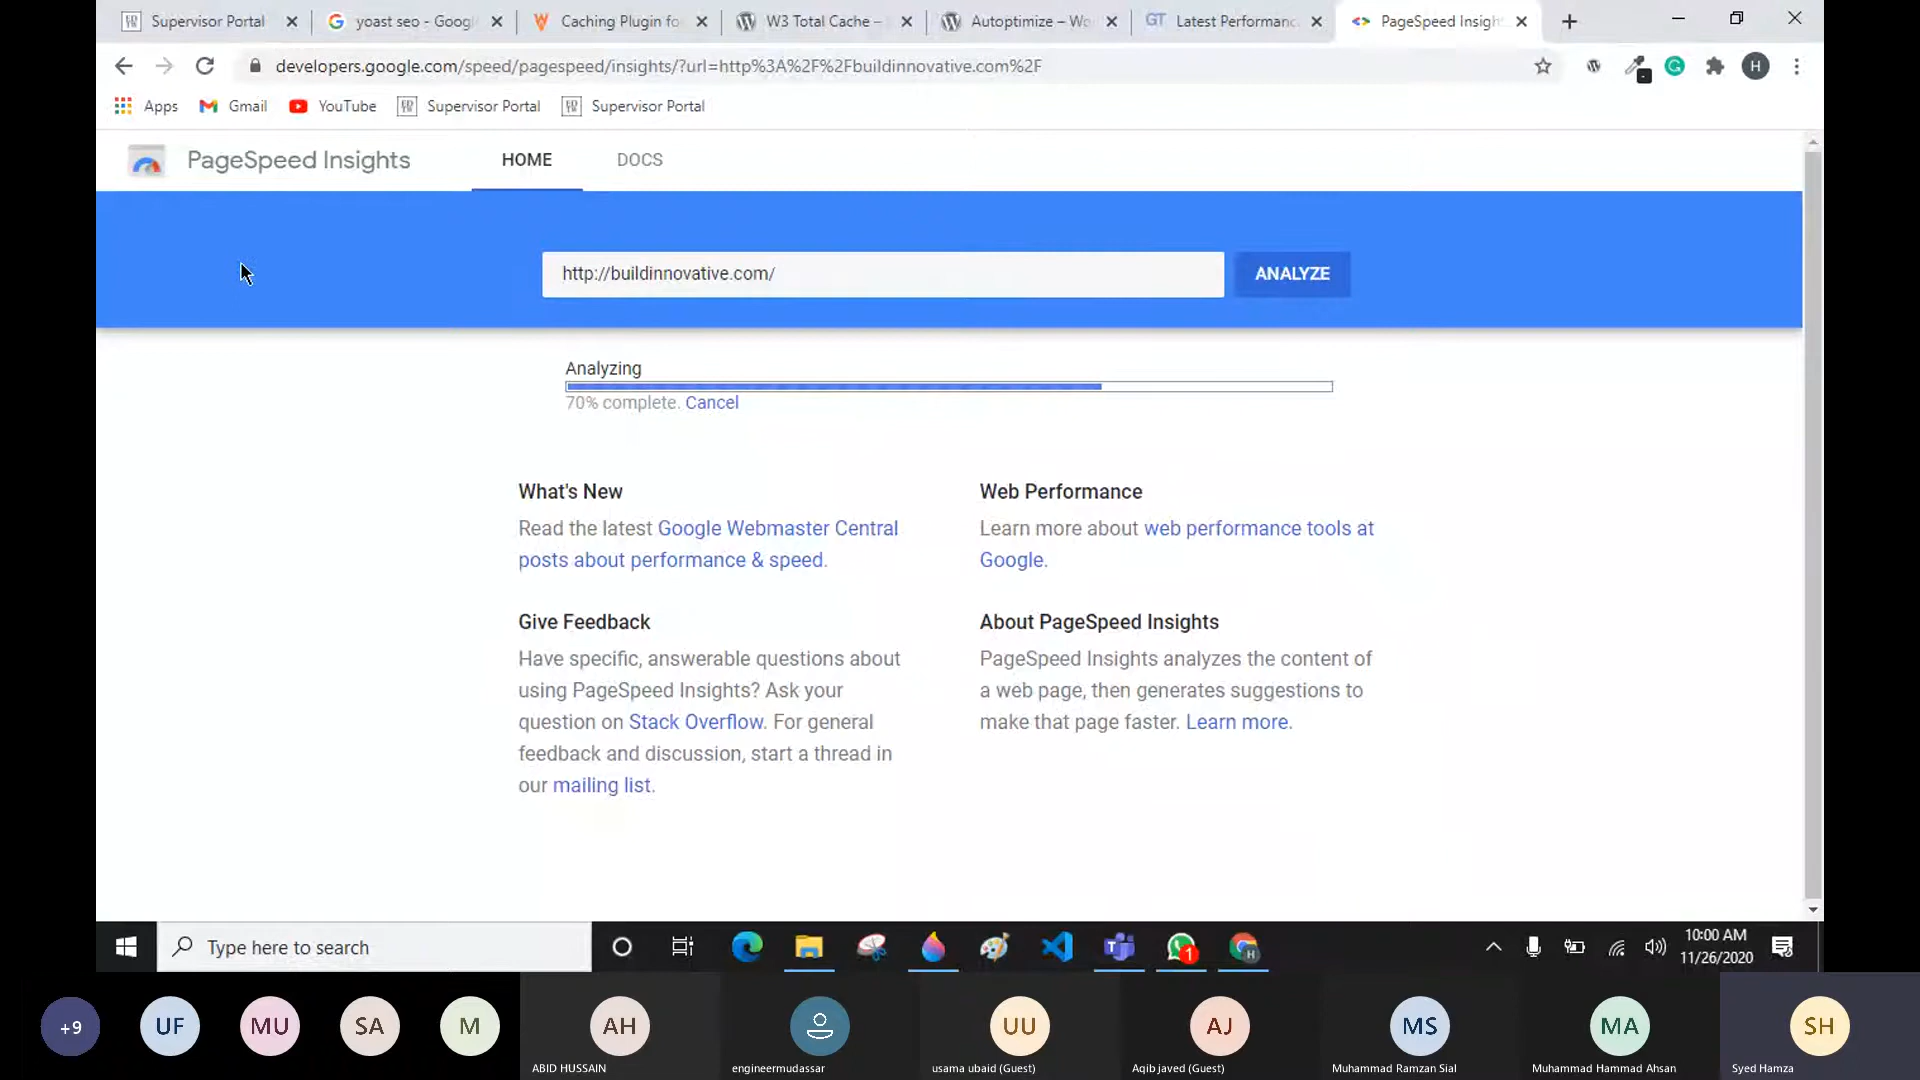 Supervisor Portal
yoast seo - Googl
Caching Plugin fo
W3 Total Cache –
Autoptimize – Wo
GT Latest Performanc
PageSpeed Insigh
developers.google.com/speed/pagespeed/insights/?url=http%3A%2F%2Fbuildinnovative.com%2F
H
Apps
Gmail
YouTube
Supervisor Portal
Supervisor Portal
PageSpeed Insights
HOME
DOCS
http://buildinnovative.com/
ANALYZE
Analyzing
70% complete. Cancel
What's New
Read the latest Google Webmaster Central
posts about performance & speed.
Web Performance
Learn more about web performance tools at
Google.
Give Feedback
Have specific, answerable questions about
using PageSpeed Insights? Ask your
question on Stack Overflow. For general
feedback and discussion, start a thread in
our mailing list.
About PageSpeed Insights
PageSpeed Insights analyzes the content of
a web page, then generates suggestions to
make that page faster. Learn more.
Type here to search
1
H
10:00 AM
11/26/2020
+9
UF
MU
SA
M
AH
ABID HUSSAIN
engineermudassar
UU
usama ubaid (Guest)
AJ
Aqib javed (Guest)
MS
Muhammad Ramzan Sial
MA
Muhammad Hammad Ahsan
SH
Syed Hamza